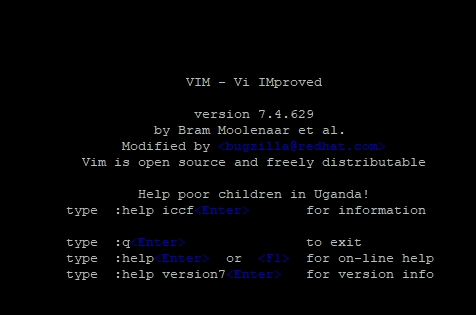 VIM - Vi IMproved
version 7.4.629
by Bram Moolenaar et al.
Modified by <bugzilla@redhat.com>
Vim is open source and freely distributable
Help poor children in Uganda!
type :help iccf<Enter> for information
type :q<Enter> to exit
type :help<Enter> or <F1> for on-line help
type :help version7<Enter> for version info